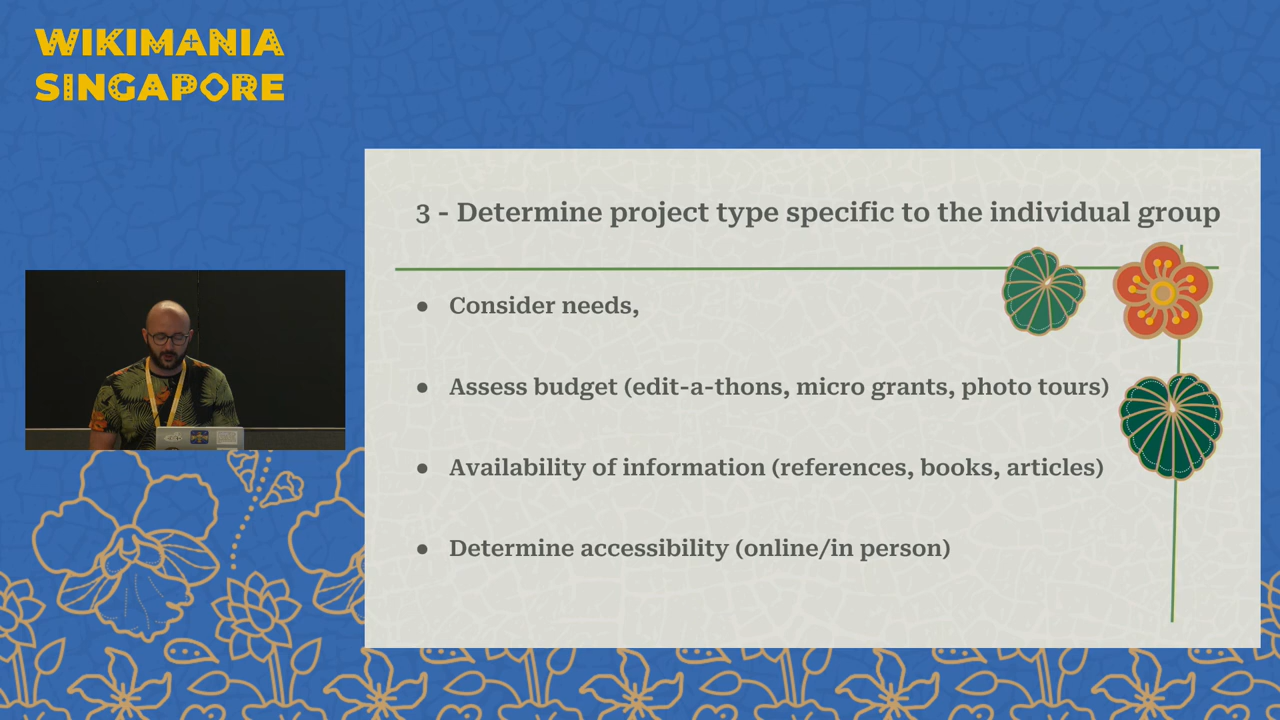 WIKIMANIA
SINGAPORE
3 - Determine project type specific to the individual group
● Consider needs,
● Assess budget (edit-a-thons, micro grants, photo tours)
● Availability of information (references, books, articles)
● Determine accessibility (online/in person)